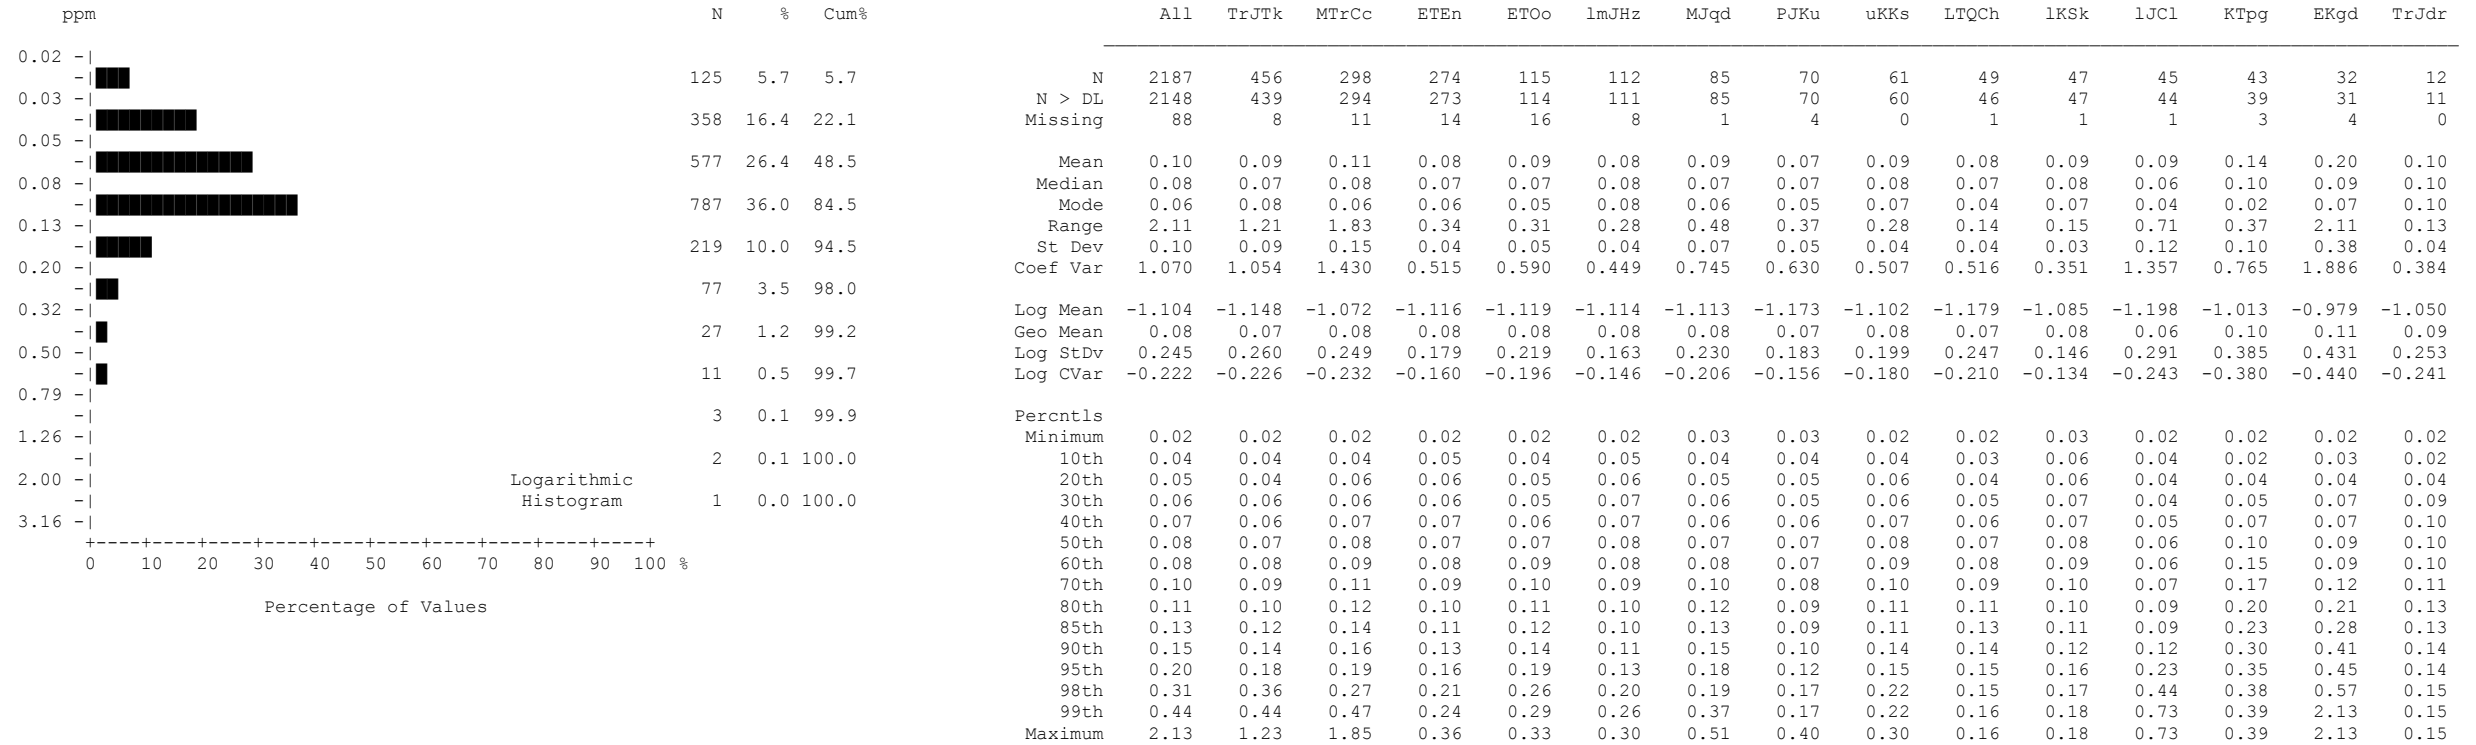 ppm N % Cum% All TrJTk MTrCc ETEn ETOo lmJHz MJqd PJKu uKKs LTQCh lKSk lJCl KTpg EKgd TrJdr
0.02 -|
-| 125 5.7 5.7 N 2187 456 298 274 115 112 85 70 61 49 47 45 43 32 12
0.03 -| N > DL 2148 439 294 273 114 111 85 70 60 46 47 44 39 31 11
-| 358 16.4 22.1 Missing 88 8 11 14 16 8 1 4 0 1 1 1 3 4 0
0.05 -|
-| 577 26.4 48.5 Mean 0.10 0.09 0.11 0.08 0.09 0.08 0.09 0.07 0.09 0.08 0.09 0.09 0.14 0.20 0.10
0.08 -| Median 0.08 0.07 0.08 0.07 0.07 0.08 0.07 0.07 0.08 0.07 0.08 0.06 0.10 0.09 0.10
-| 787 36.0 84.5 Mode 0.06 0.08 0.06 0.06 0.05 0.08 0.06 0.05 0.07 0.04 0.07 0.04 0.02 0.07 0.10
0.13 -| Range 2.11 1.21 1.83 0.34 0.31 0.28 0.48 0.37 0.28 0.14 0.15 0.71 0.37 2.11 0.13
-| 219 10.0 94.5 St Dev 0.10 0.09 0.15 0.04 0.05 0.04 0.07 0.05 0.04 0.04 0.03 0.12 0.10 0.38 0.04
0.20 -| Coef Var 1.070 1.054 1.430 0.515 0.590 0.449 0.745 0.630 0.507 0.516 0.351 1.357 0.765 1.886 0.384
-| 77 3.5 98.0
0.32 -| Log Mean -1.104 -1.148 -1.072 -1.116 -1.119 -1.114 -1.113 -1.173 -1.102 -1.179 -1.085 -1.198 -1.013 -0.979 -1.050
-| 27 1.2 99.2 Geo Mean 0.08 0.07 0.08 0.08 0.08 0.08 0.08 0.07 0.08 0.07 0.08 0.06 0.10 0.11 0.09
0.50 -| Log StDv 0.245 0.260 0.249 0.179 0.219 0.163 0.230 0.183 0.199 0.247 0.146 0.291 0.385 0.431 0.253
-| 11 0.5 99.7 Log CVar -0.222 -0.226 -0.232 -0.160 -0.196 -0.146 -0.206 -0.156 -0.180 -0.210 -0.134 -0.243 -0.380 -0.440 -0.241
0.79 -|
-| 3 0.1 99.9 Percntls
1.26 -| Minimum 0.02 0.02 0.02 0.02 0.02 0.02 0.03 0.03 0.02 0.02 0.03 0.02 0.02 0.02 0.02
-| 2 0.1 100.0 10th 0.04 0.04 0.04 0.05 0.04 0.05 0.04 0.04 0.04 0.03 0.06 0.04 0.02 0.03 0.02
2.00 -| Logarithmic 20th 0.05 0.04 0.06 0.06 0.05 0.06 0.05 0.05 0.06 0.04 0.06 0.04 0.04 0.04 0.04
-| Histogram 1 0.0 100.0 30th 0.06 0.06 0.06 0.06 0.05 0.07 0.06 0.05 0.06 0.05 0.07 0.04 0.05 0.07 0.09
3.16 -| 40th 0.07 0.06 0.07 0.07 0.06 0.07 0.06 0.06 0.07 0.06 0.07 0.05 0.07 0.07 0.10
+----+----+----+----+----+----+----+----+----+----+ 50th 0.08 0.07 0.08 0.07 0.07 0.08 0.07 0.07 0.08 0.07 0.08 0.06 0.10 0.09 0.10
0 10 20 30 40 50 60 70 80 90 100 % 60th 0.08 0.08 0.09 0.08 0.09 0.08 0.08 0.07 0.09 0.08 0.09 0.06 0.15 0.09 0.10
70th 0.10 0.09 0.11 0.09 0.10 0.09 0.10 0.08 0.10 0.09 0.10 0.07 0.17 0.12 0.11
Percentage of Values 80th 0.11 0.10 0.12 0.10 0.11 0.10 0.12 0.09 0.11 0.11 0.10 0.09 0.20 0.21 0.13
85th 0.13 0.12 0.14 0.11 0.12 0.10 0.13 0.09 0.11 0.13 0.11 0.09 0.23 0.28 0.13
90th 0.15 0.14 0.16 0.13 0.14 0.11 0.15 0.10 0.14 0.14 0.12 0.12 0.30 0.41 0.14
95th 0.20 0.18 0.19 0.16 0.19 0.13 0.18 0.12 0.15 0.15 0.16 0.23 0.35 0.45 0.14
98th 0.31 0.36 0.27 0.21 0.26 0.20 0.19 0.17 0.22 0.15 0.17 0.44 0.38 0.57 0.15
99th 0.44 0.44 0.47 0.24 0.29 0.26 0.37 0.17 0.22 0.16 0.18 0.73 0.39 2.13 0.15
Maximum 2.13 1.23 1.85 0.36 0.33 0.30 0.51 0.40 0.30 0.16 0.18 0.73 0.39 2.13 0.15